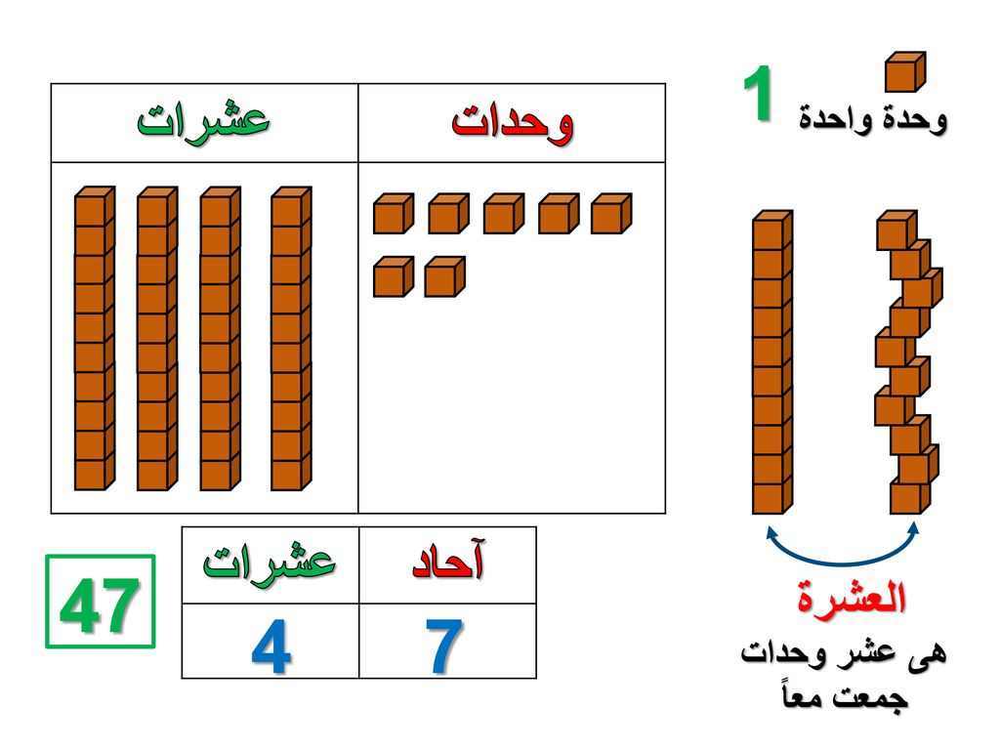 1
وحدة واحدة
وحدات عشرات
آحاد عشرات
7 4
47
العشرة
هى عشر وحدات
جمعت معاً